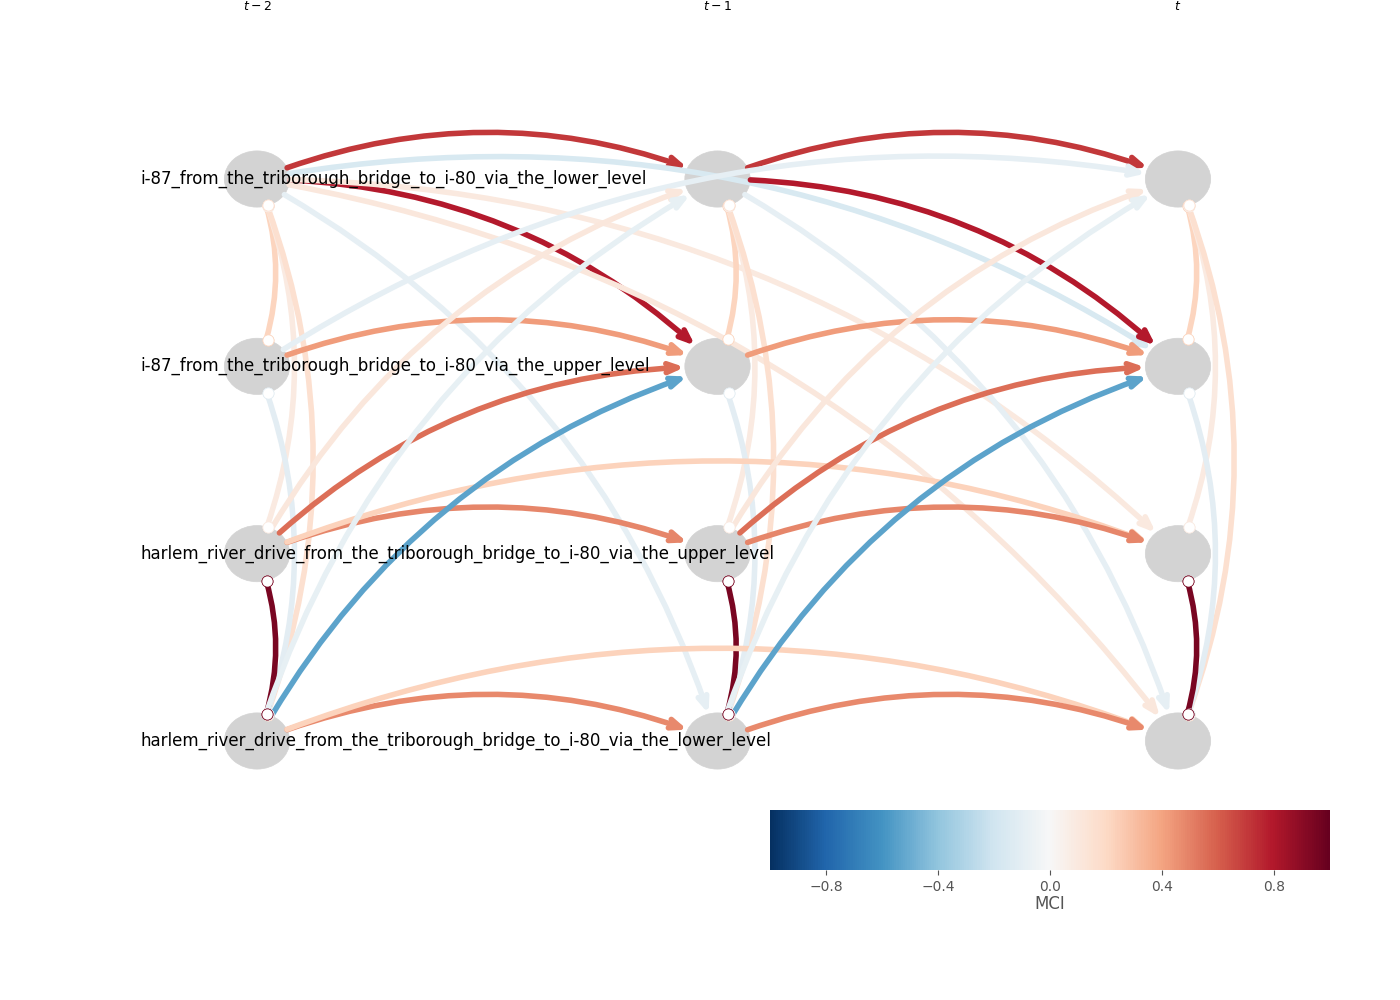 t − 2 t − 1 t
i-87_from_the_triborough_bridge_to_i-80_via_the_lower_level
i-87_from_the_triborough_bridge_to_i-80_via_the_upper_level
harlem_river_drive_from_the_triborough_bridge_to_i-80_via_the_upper_level
harlem_river_drive_from_the_triborough_bridge_to_i-80_via_the_lower_level
−0.8 −0.4 0.0 0.4 0.8
MCI